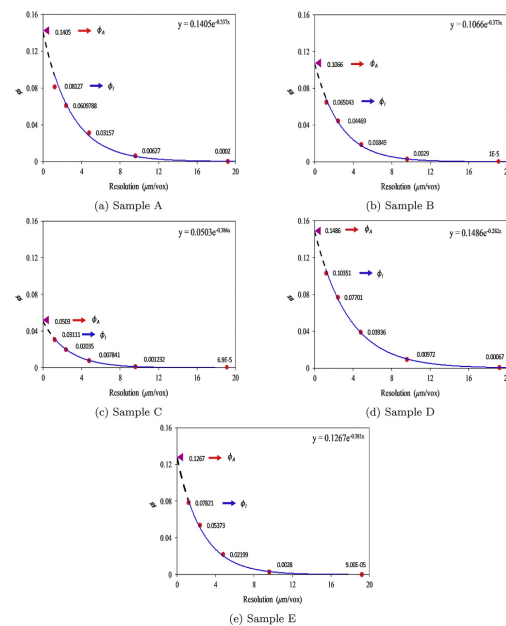 0.16
0.12
0.08
0.04
0
ϕ
y = 0.1405e^-0.337x
0.1405 ϕA
0.08127 ϕI
0.0609788
0.03157
0.00627
0.0002
0 4 8 12 16 20
Resolution (μm/vox)
(a) Sample A
0.16
0.12
0.08
0.04
0
ϕ
y = 0.1066e^-0.373x
0.1066 ϕA
0.065043 ϕI
0.04469
0.01843
0.0029
1E-5
0 4 8 12 16 20
Resolution (μm/vox)
(b) Sample B
0.16
0.12
0.08
0.04
0
ϕ
y = 0.0503e^-0.386x
0.0503 ϕA
0.03111 ϕI
0.02035
0.007841
0.001232
6.9E-5
0 4 8 12 16 20
Resolution (μm/vox)
(c) Sample C
0.16
0.12
0.08
0.04
0
ϕ
y = 0.1486e^-0.282x
0.1486 ϕA
0.10351 ϕI
0.07701
0.03936
0.00972
0.00067
0 4 8 12 16 20
Resolution (μm/vox)
(d) Sample D
0.16
0.12
0.08
0.04
0
ϕ
y = 0.1267e^-0.381x
0.1267 ϕA
0.07821 ϕI
0.05373
0.02199
0.0028
9.00E-05
0 4 8 12 16 20
Resolution (μm/vox)
(e) Sample E